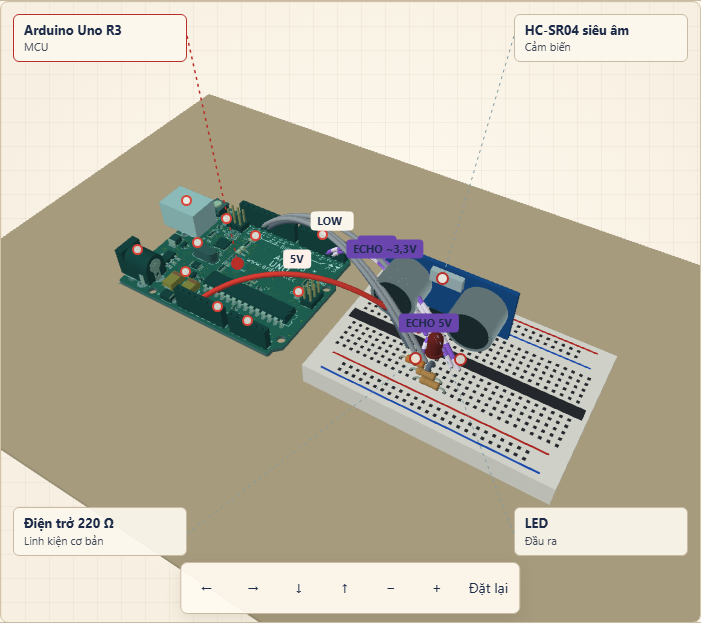 Arduino Uno R3
MCU
HC-SR04 siêu âm
Cảm biến
LOW
ECHO ~3,3V
5V
ECHO 5V
Điện trở 220 Ω
Linh kiện cơ bản
LED
Đầu ra
← → ↓ ↑ − + Đặt lại